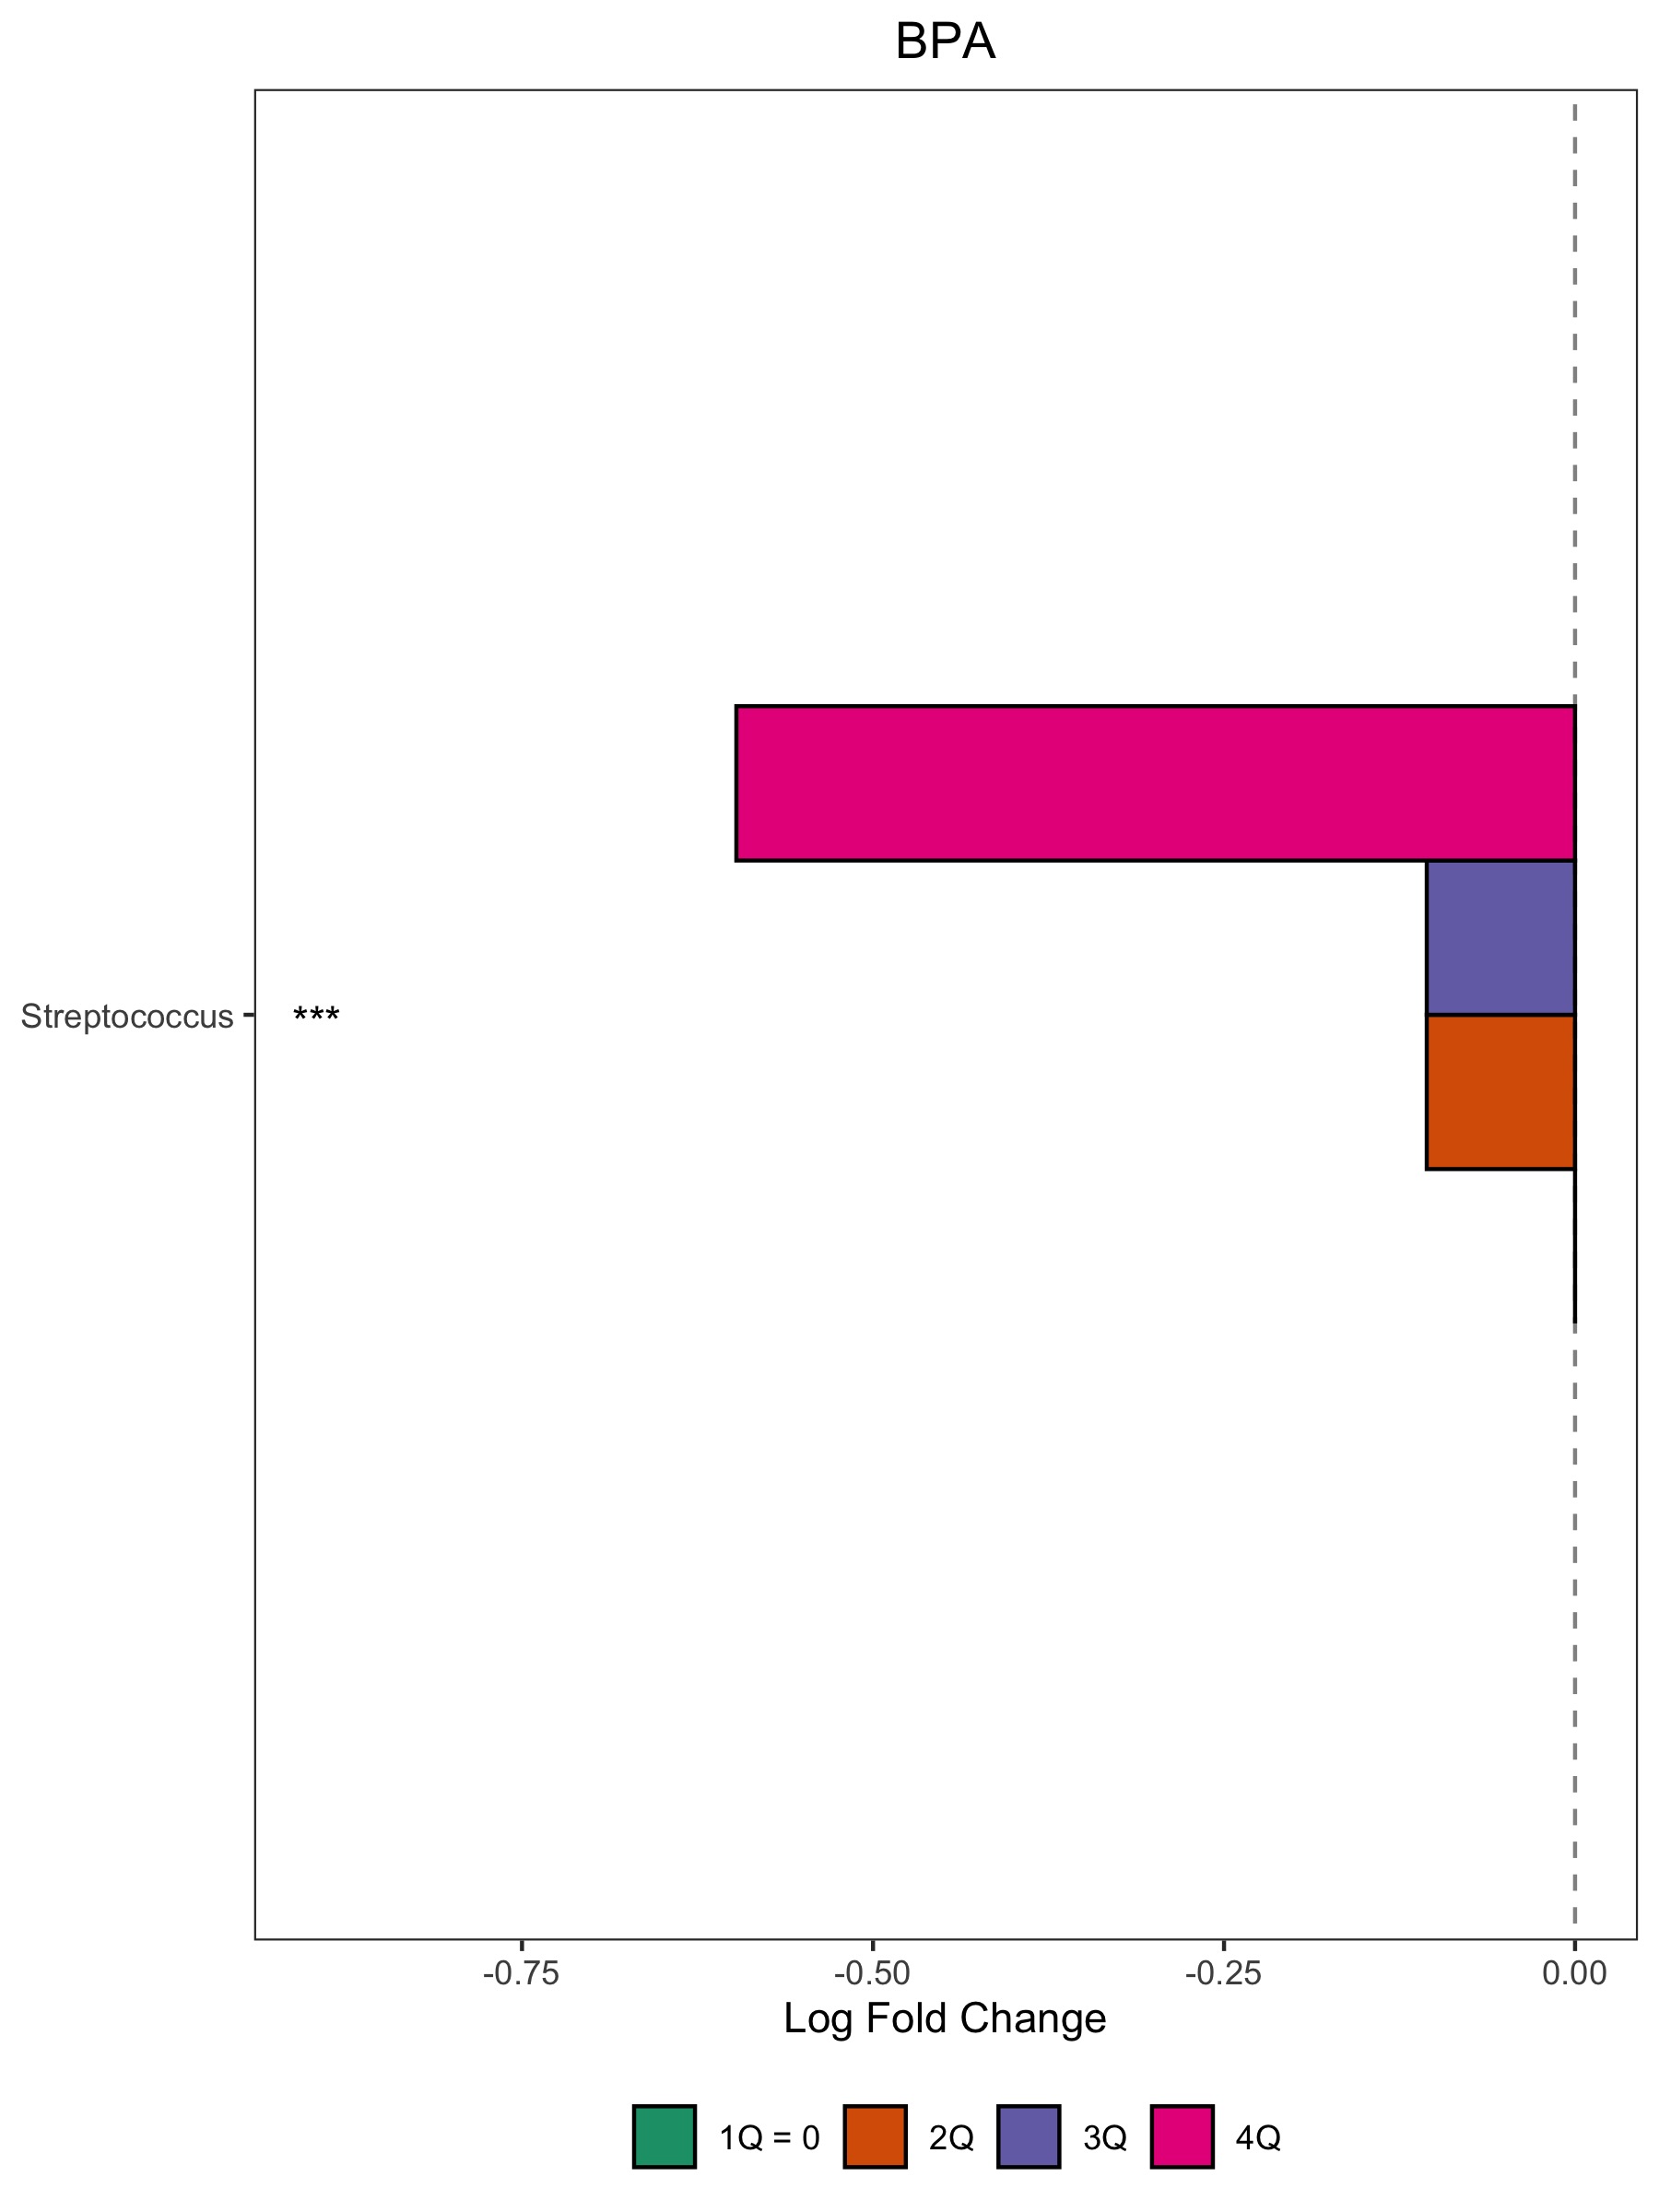 BPA
Streptococcus
***
-0.75 -0.50 -0.25 0.00
Log Fold Change
1Q = 0 2Q 3Q 4Q